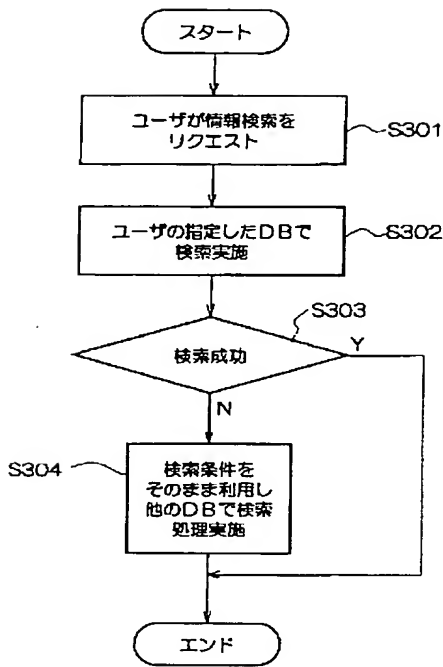 スタート
ユーザが情報検索を
リクエスト
S301
ユーザの指定したDBで
検索実施
S302
S303
検索成功
Y
N
S304
検索条件を
そのまま利用し
他のDBで検索
処理実施
エンド